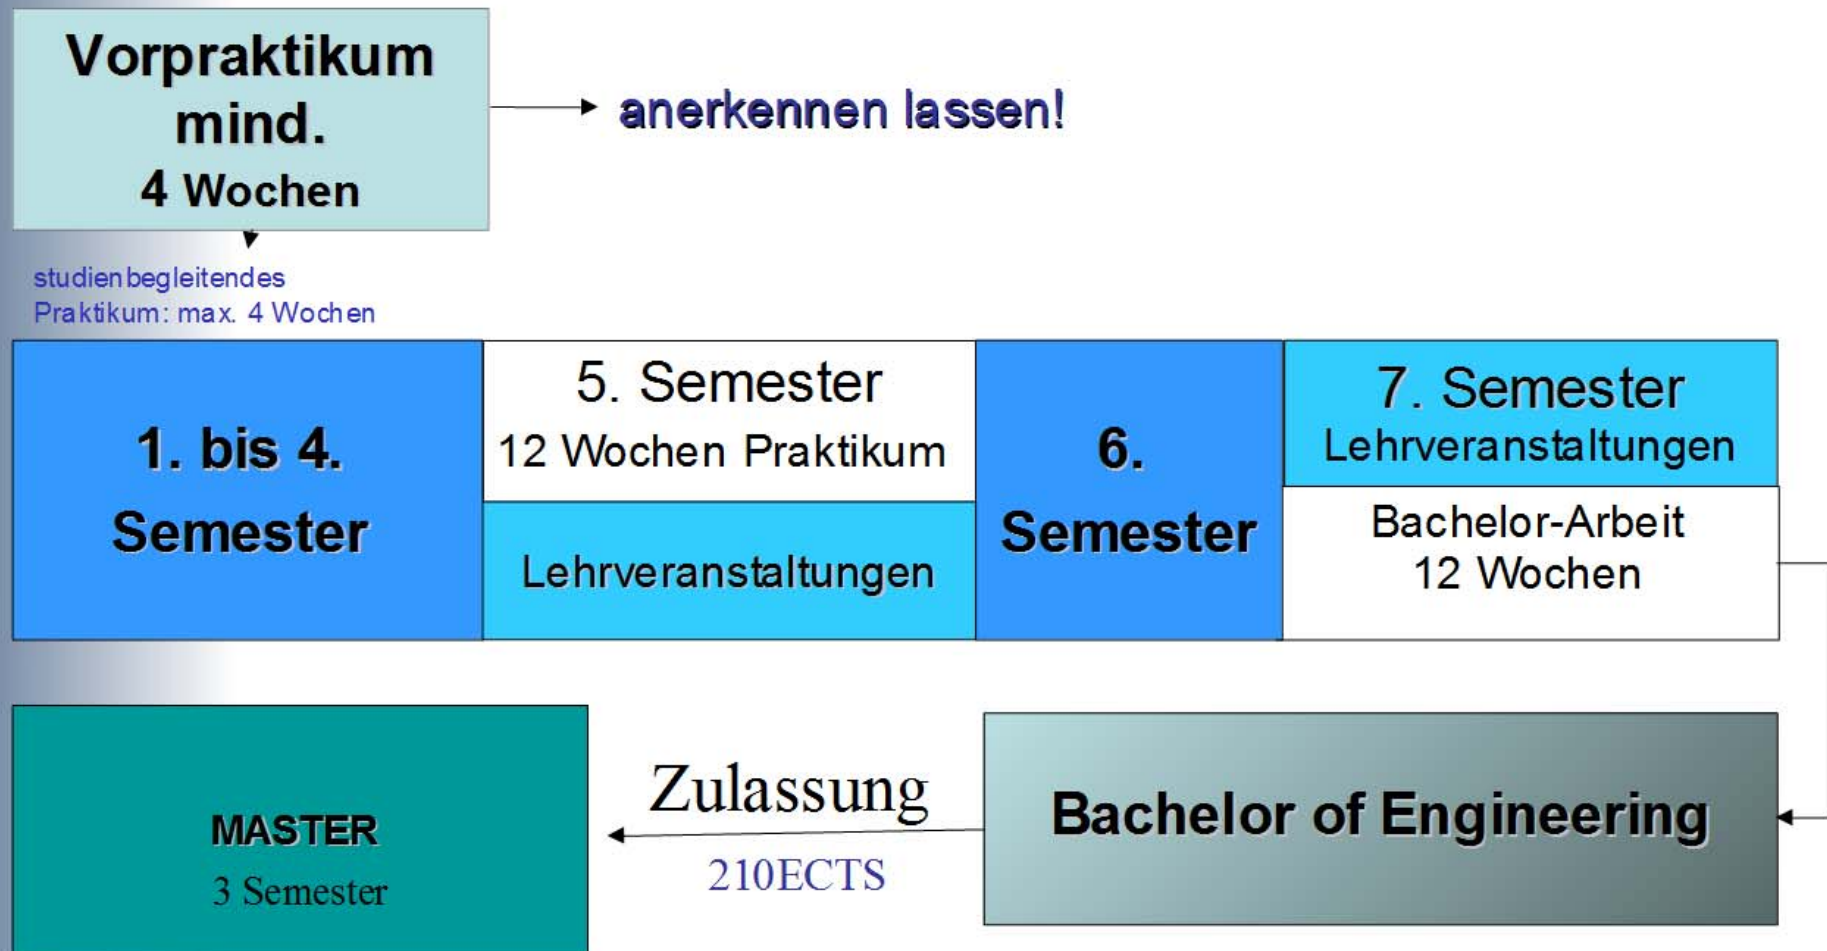 Vorpraktikum
mind.
4 Wochen
anerkennen lassen!
studienbegleitendes
Praktikum: max. 4 Wochen
1. bis 4.
Semester
5. Semester
12 Wochen Praktikum
Lehrveranstaltungen
6.
Semester
7. Semester
Lehrveranstaltungen
Bachelor-Arbeit
12 Wochen
MASTER
3 Semester
Zulassung
210ECTS
Bachelor of Engineering